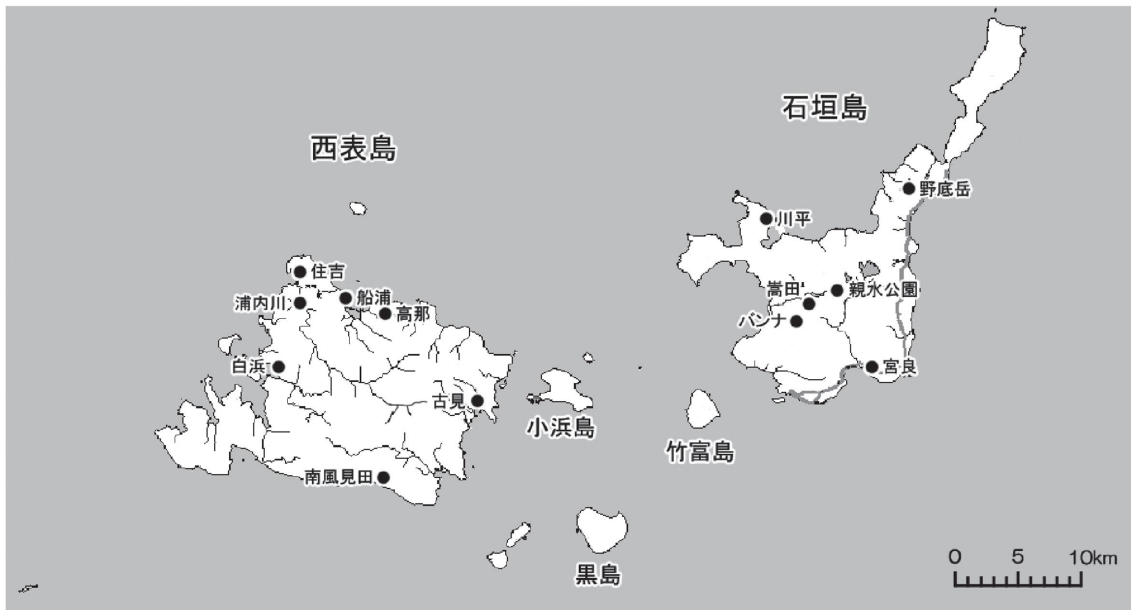 石垣島
西表島
野底岳
川平
住吉
嵩田
親水公園
浦内川
船浦
高那
バンナ
白浜
宮良
古見
小浜島
竹富島
南風見田
黒島
0 5 10km